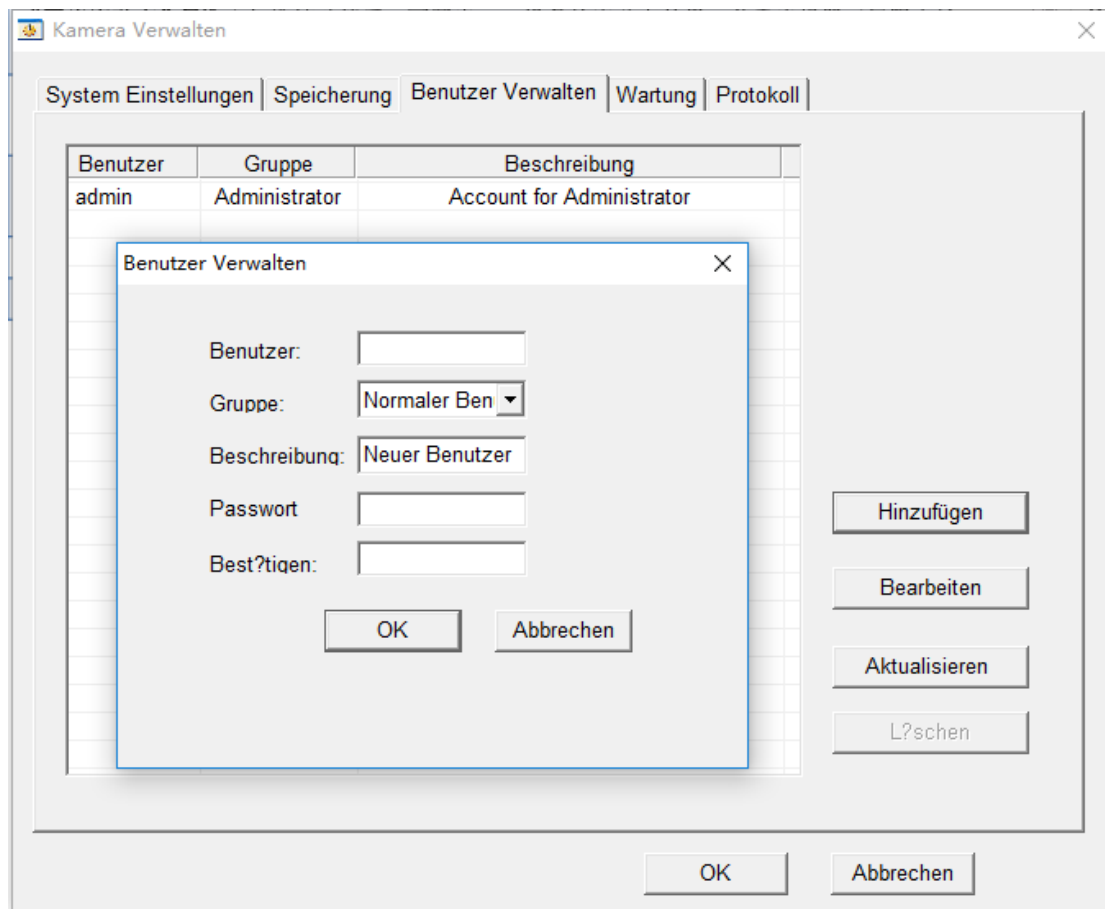 Kamera Verwalten
System Einstellungen Speicherung Benutzer Verwalten Wartung Protokoll
Benutzer Gruppe Beschreibung
admin Administrator Account for Administrator
Benutzer Verwalten
Benutzer:
Gruppe: Normaler Ben
Beschreibung: Neuer Benutzer
Passwort
Best?tigen:
OK Abbrechen
Hinzufügen
Bearbeiten
Aktualisieren
L?schen
OK Abbrechen